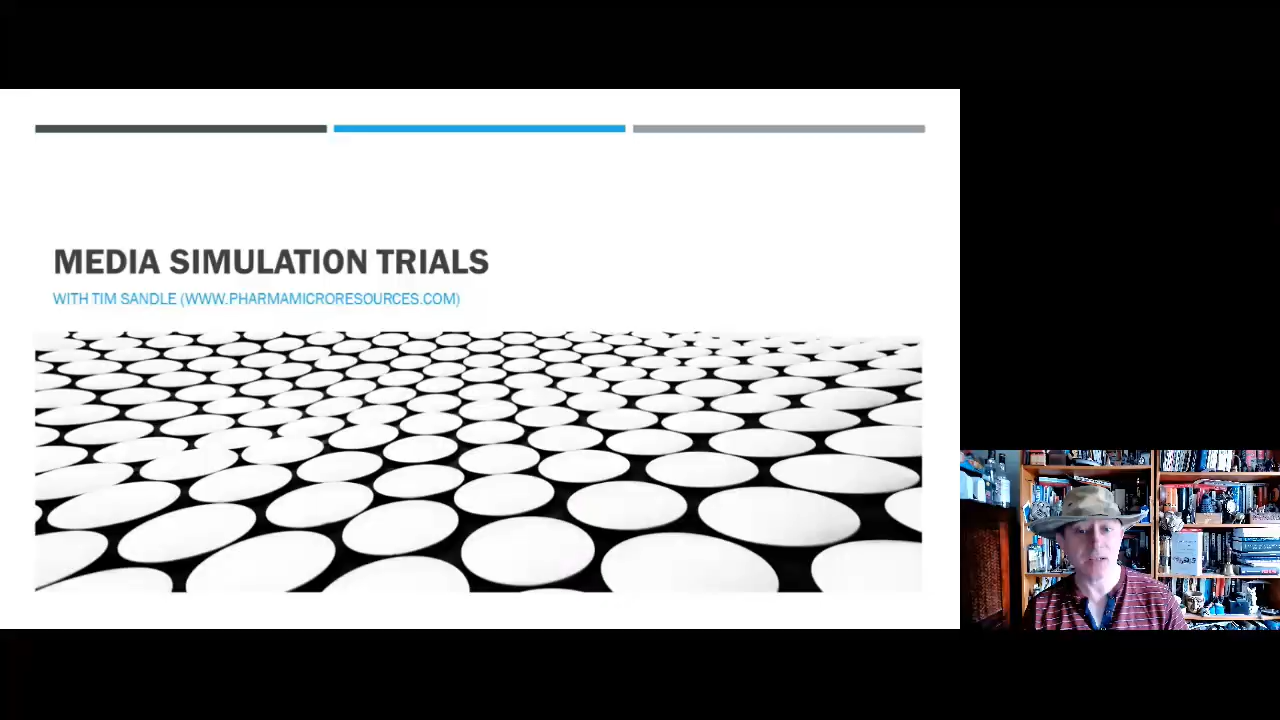 MEDIA SIMULATION TRIALS
WITH TIM SANDLE (WWW.PHARMAMICRORESOURCES.COM)